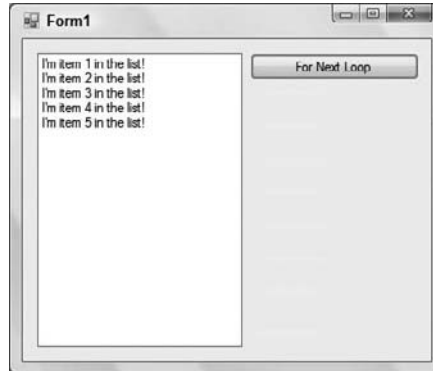 Form1
I'm item 1 in the list!
I'm item 2 in the list!
I'm item 3 in the list!
I'm item 4 in the list!
I'm item 5 in the list!
For Next Loop